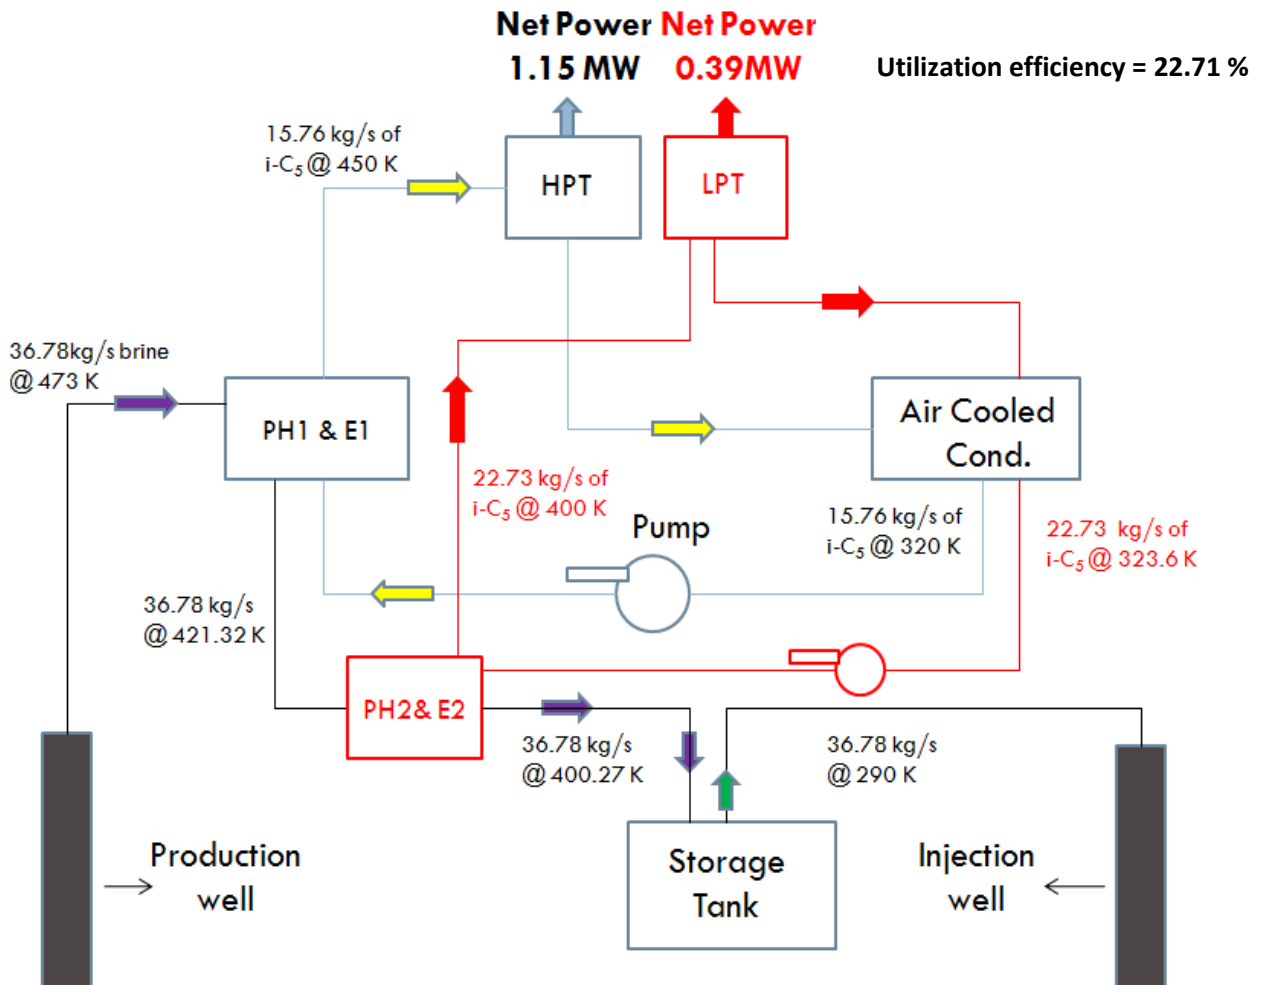 Net Power Net Power
1.15 MW 0.39MW
Utilization efficiency = 22.71 %
15.76 kg/s of
i-C₅ @ 450 K
HPT
LPT
36.78kg/s brine
@ 473 K
PH1 & E1
Air Cooled
Cond.
22.73 kg/s of
i-C₅ @ 400 K
Pump
15.76 kg/s of
i-C₅ @ 320 K
22.73 kg/s of
i-C₅ @ 323.6 K
36.78 kg/s
@ 421.32 K
PH2& E2
36.78 kg/s
@ 400.27 K
36.78 kg/s
@ 290 K
Production
well
Storage
Tank
Injection
well